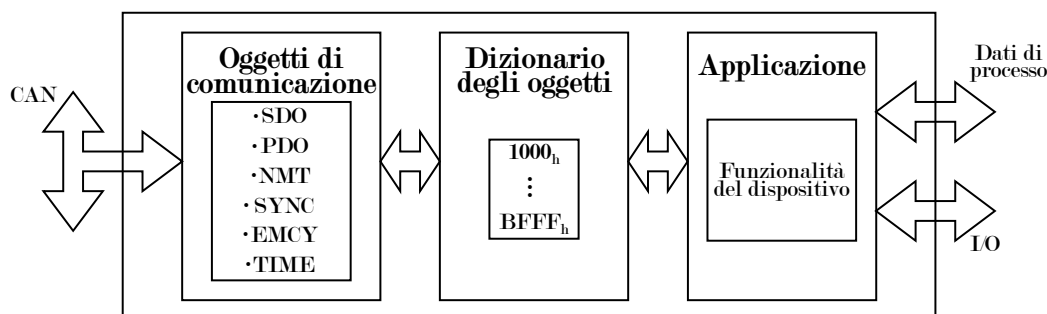 CAN
Oggetti di
comunicazione
·SDO
·PDO
·NMT
·SYNC
·EMCY
·TIME
Dizionario
degli oggetti
1000h
⋮
BFFFh
Applicazione
Funzionalità
del dispositivo
Dati di
processo
I/O